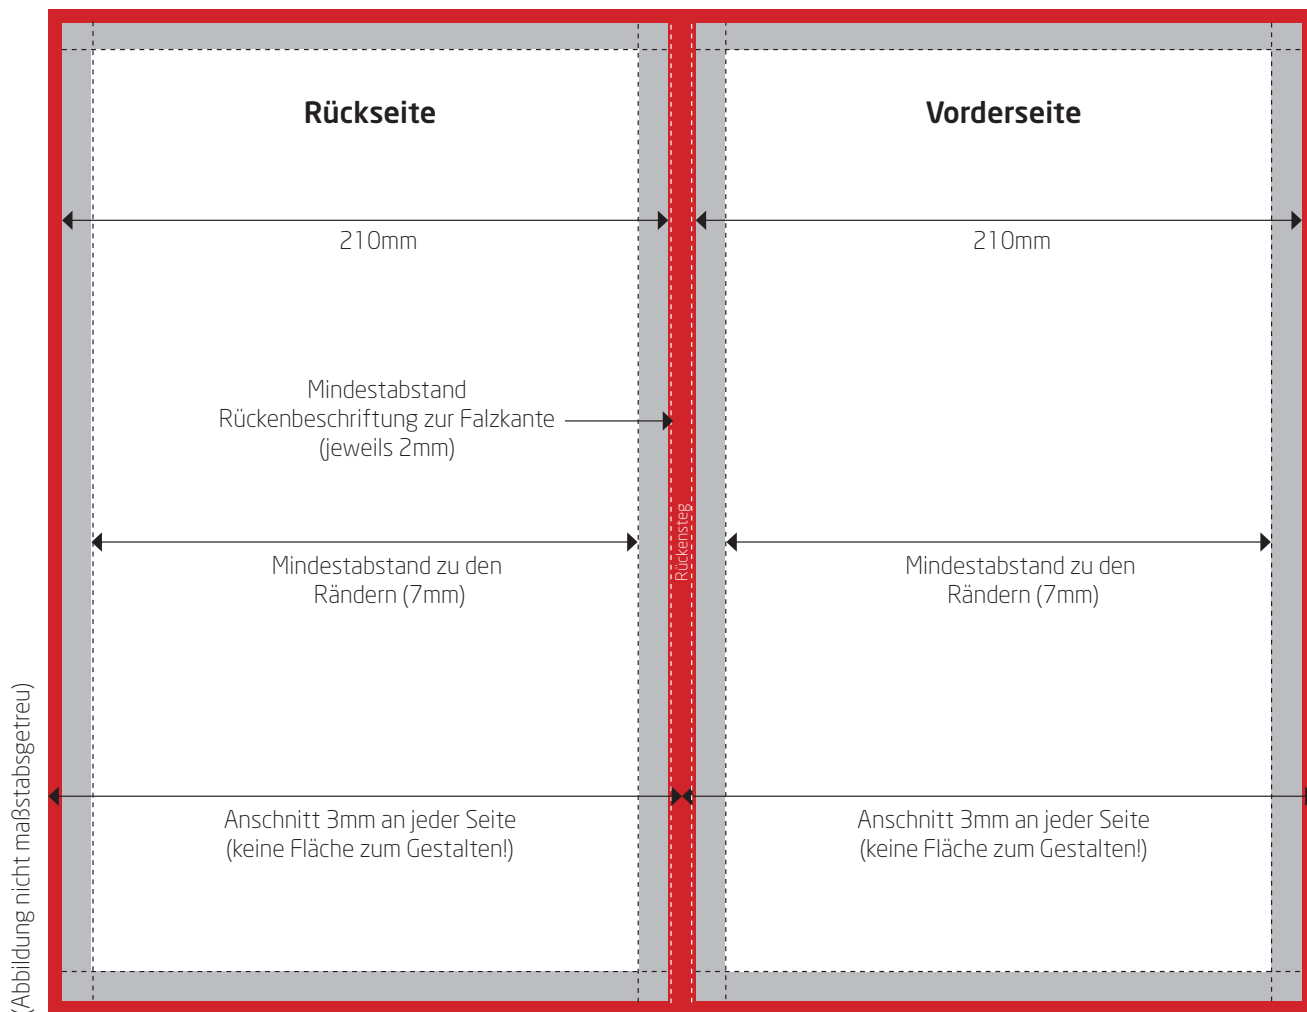 Rückseite
210mm
Mindestabstand
Rückenbeschriftung zur Falzkante
(jeweils 2mm)
Mindestabstand zu den
Rändern (7mm)
Anschnitt 3mm an jeder Seite
(keine Fläche zum Gestalten!)
Rückensteg
Vorderseite
210mm
Mindestabstand zu den
Rändern (7mm)
Anschnitt 3mm an jeder Seite
(keine Fläche zum Gestalten!)
(Abbildung nicht maßstabsgetreu)